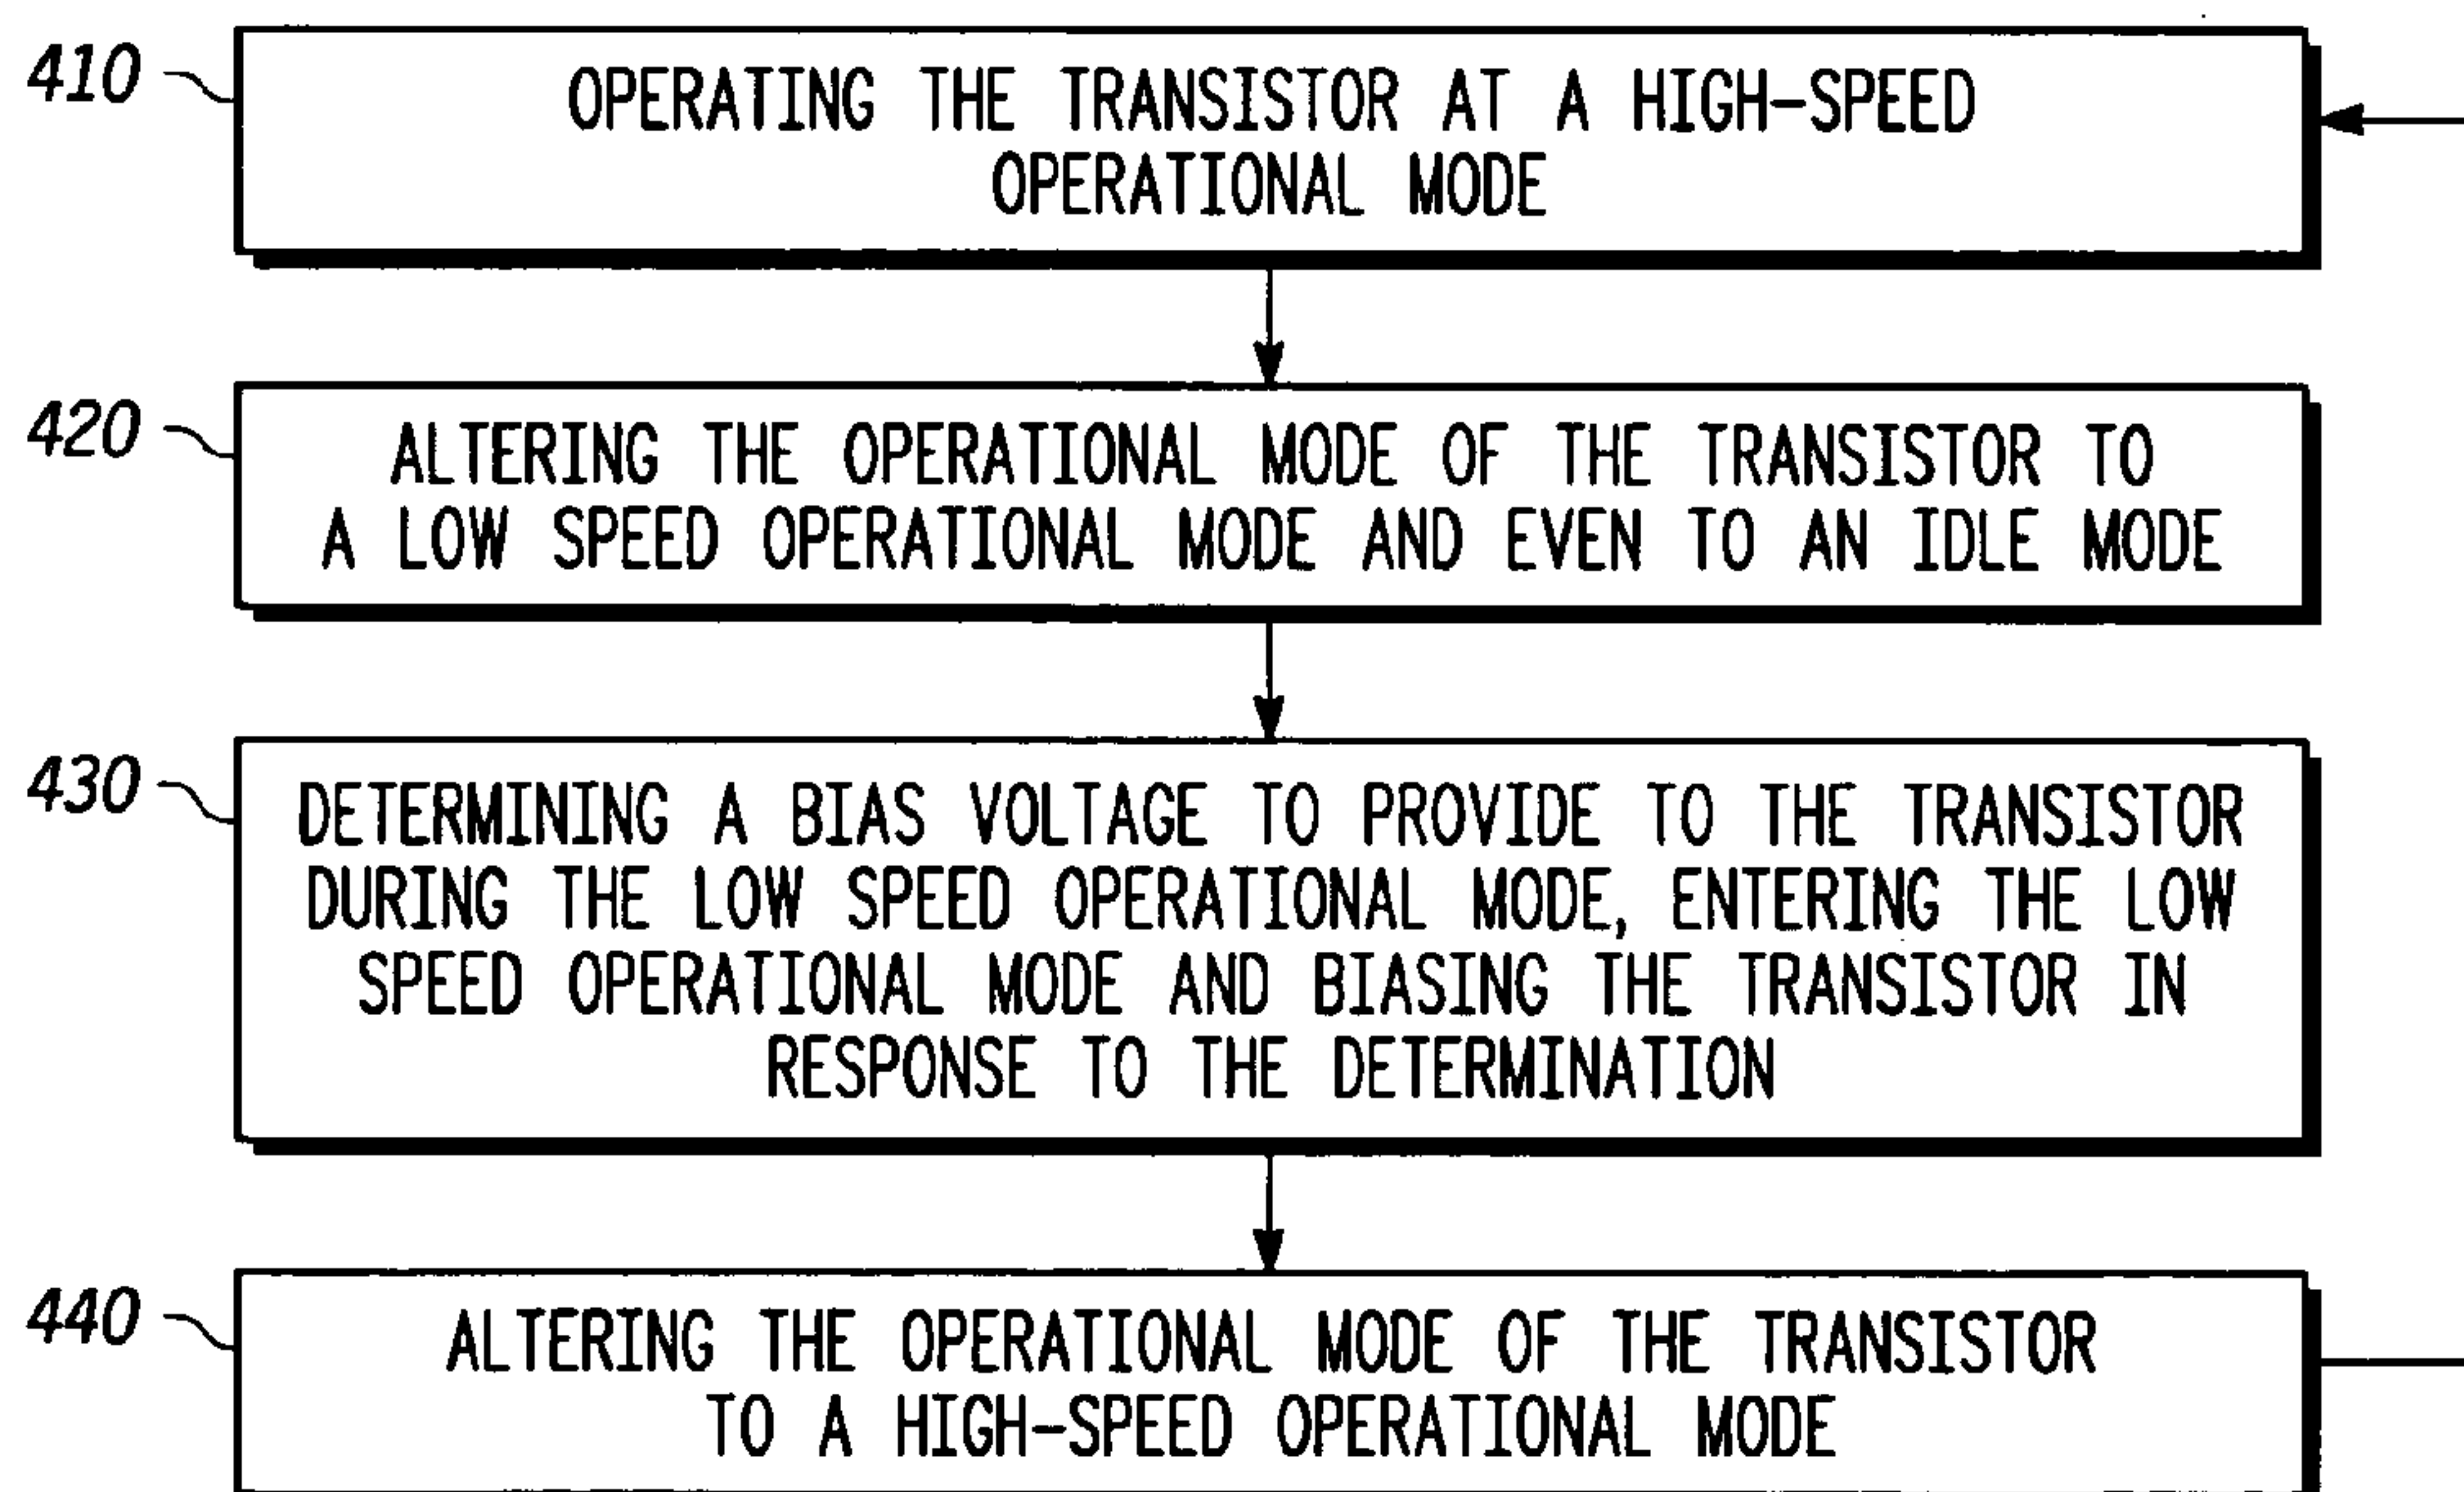 410
OPERATING THE TRANSISTOR AT A HIGH-SPEED
OPERATIONAL MODE
420
ALTERING THE OPERATIONAL MODE OF THE TRANSISTOR TO
A LOW SPEED OPERATIONAL MODE AND EVEN TO AN IDLE MODE
430
DETERMINING A BIAS VOLTAGE TO PROVIDE TO THE TRANSISTOR
DURING THE LOW SPEED OPERATIONAL MODE, ENTERING THE LOW
SPEED OPERATIONAL MODE AND BIASING THE TRANSISTOR IN
RESPONSE TO THE DETERMINATION
440
ALTERING THE OPERATIONAL MODE OF THE TRANSISTOR
TO A HIGH-SPEED OPERATIONAL MODE